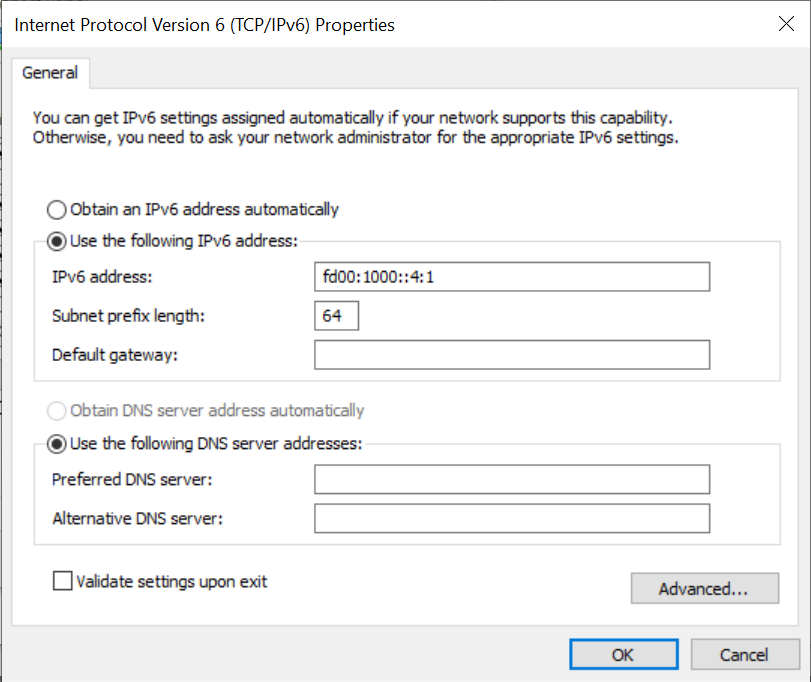 Internet Protocol Version 6 (TCP/IPv6) Properties
General
You can get IPv6 settings assigned automatically if your network supports this capability.
Otherwise, you need to ask your network administrator for the appropriate IPv6 settings.
Obtain an IPv6 address automatically
Use the following IPv6 address:
IPv6 address: fd00:1000::4:1
Subnet prefix length: 64
Default gateway:
Obtain DNS server address automatically
Use the following DNS server addresses:
Preferred DNS server:
Alternative DNS server:
Validate settings upon exit
Advanced...
OK Cancel